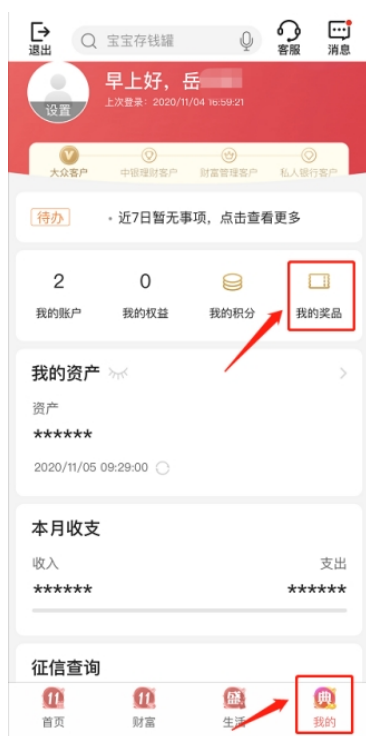 退出
宝宝存钱罐
客服
消息
早上好，岳
上次登录：2020/11/04 16:59:21
设置
V
大众客户
中银理财客户
财富管理客户
私人银行客户
待办
· 近7日暂无事项，点击查看更多
2
0
我的账户
我的权益
我的积分
我的奖品
我的资产
资产
******
2020/11/05 09:29:00
本月收支
收入
支出
******
******
征信查询
11
11
盛
典
首页
财富
生活
我的